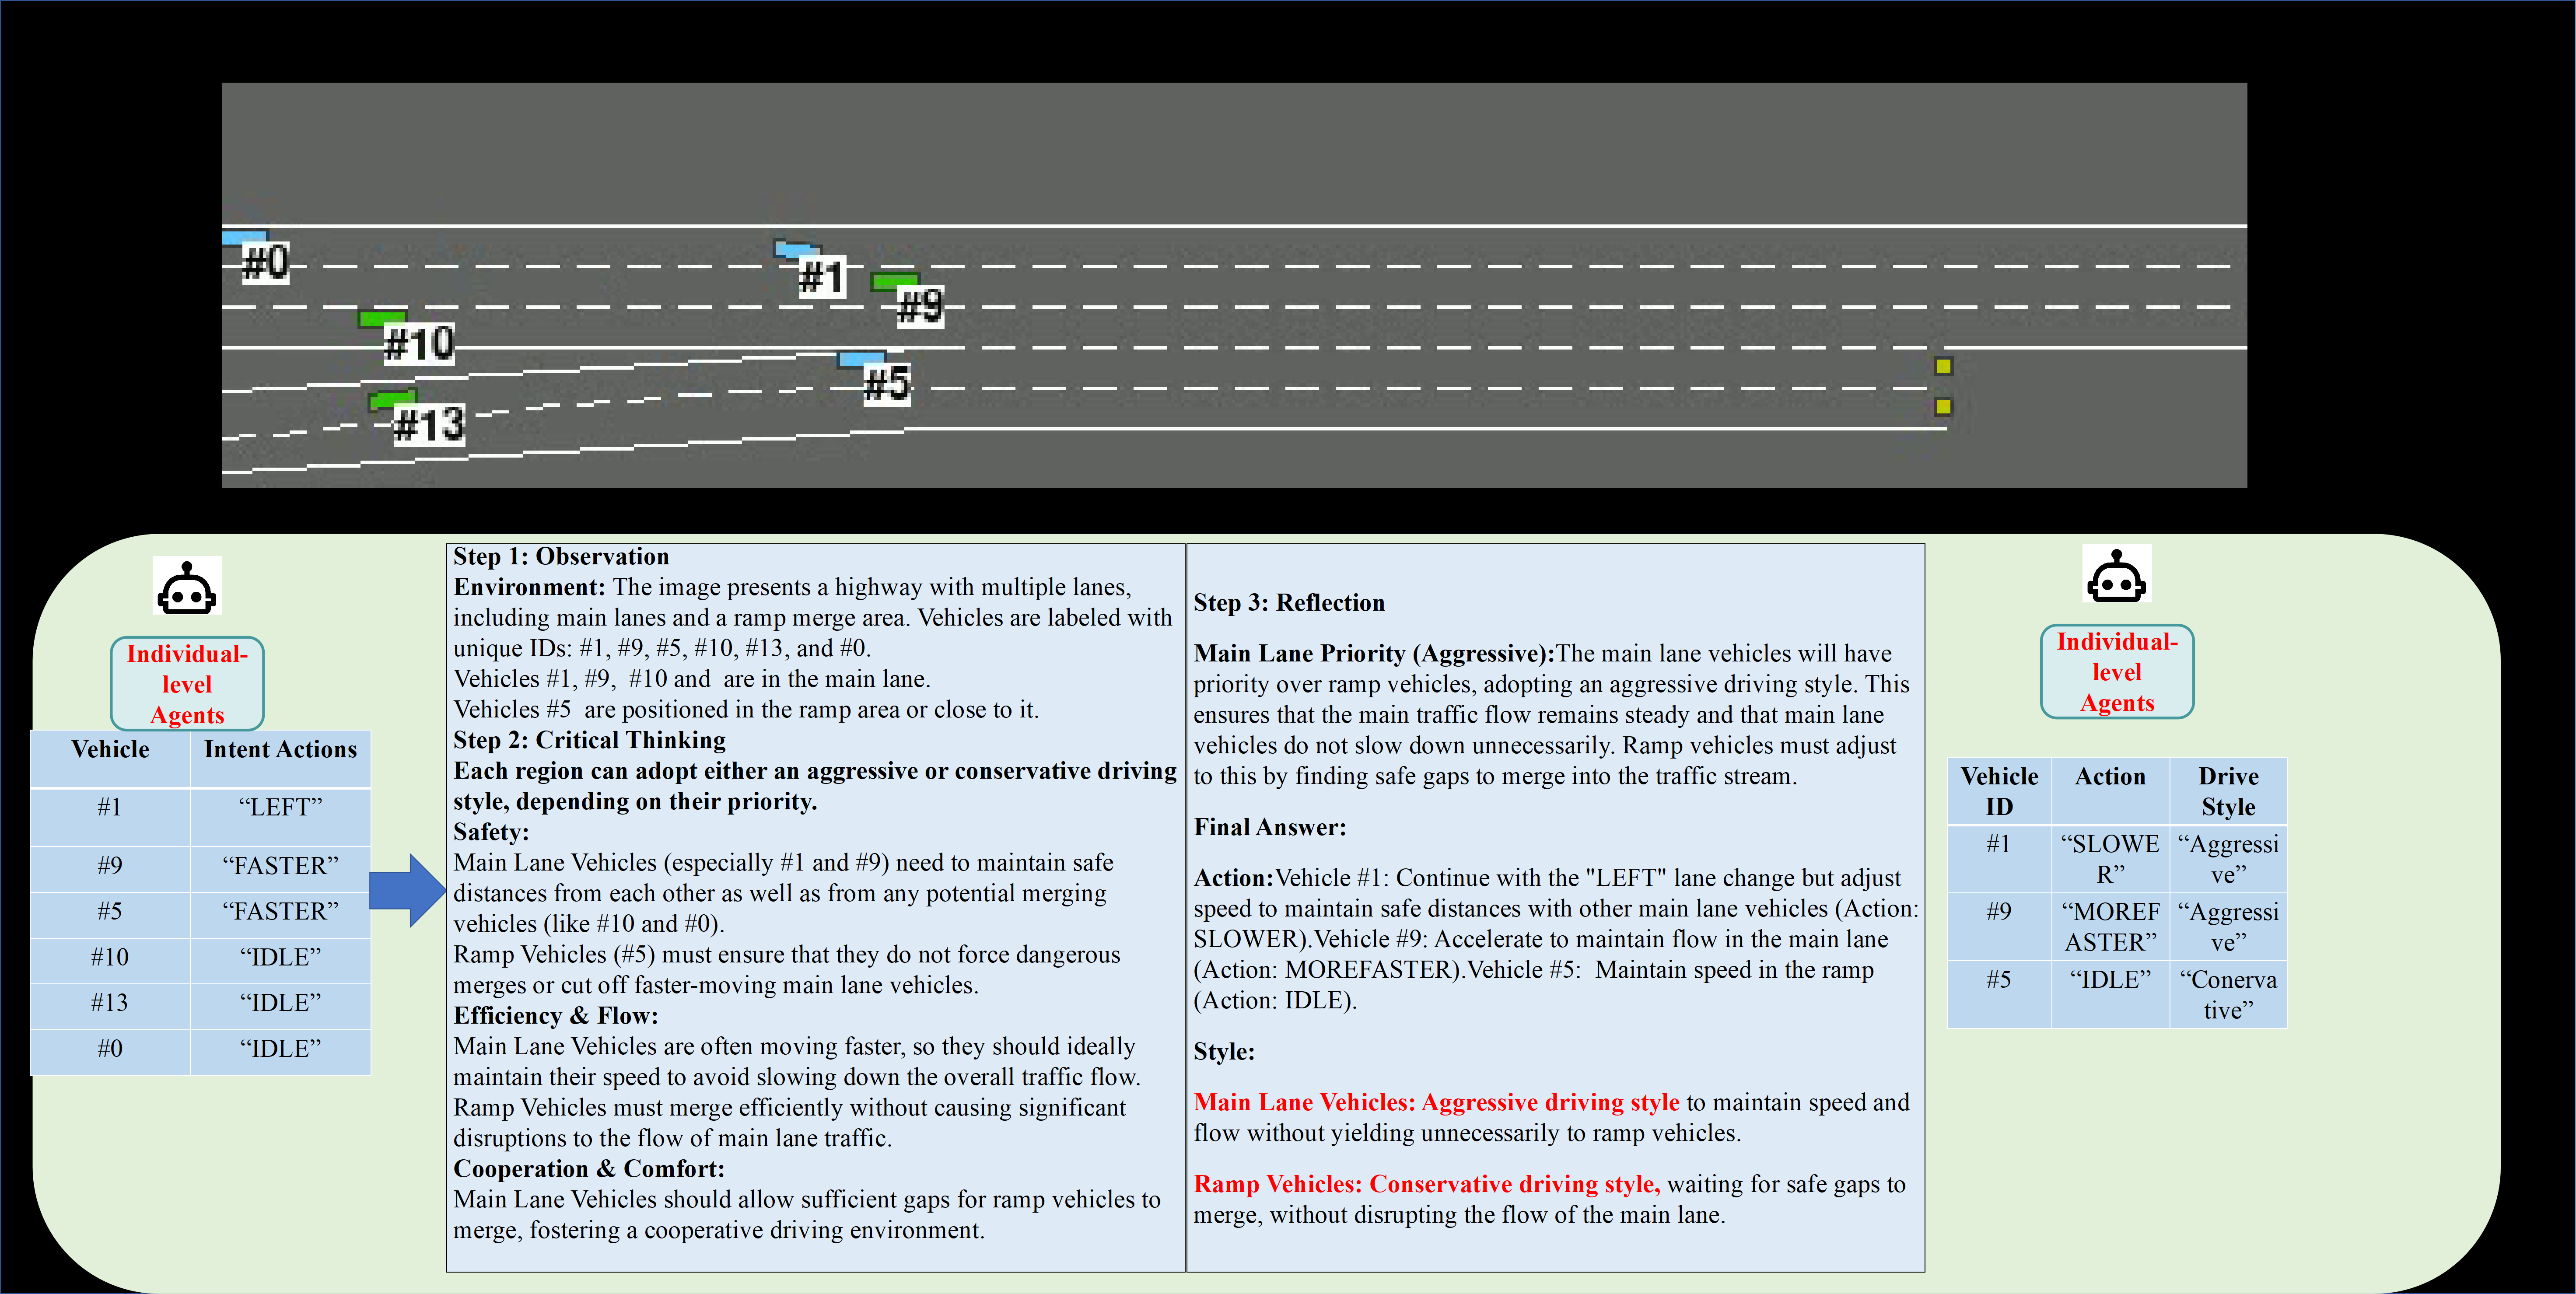 #0
#1
#9
#10
#5
#13
Individual-
level
Agents
Vehicle Intent Actions
#1 “LEFT”
#9 “FASTER”
#5 “FASTER”
#10 “IDLE”
#13 “IDLE”
#0 “IDLE”
Step 1: Observation
Environment: The image presents a highway with multiple lanes,
including main lanes and a ramp merge area. Vehicles are labeled with
unique IDs: #1, #9, #5, #10, #13, and #0.
Vehicles #1, #9, #10 and are in the main lane.
Vehicles #5 are positioned in the ramp area or close to it.
Step 2: Critical Thinking
Each region can adopt either an aggressive or conservative driving
style, depending on their priority.
Safety:
Main Lane Vehicles (especially #1 and #9) need to maintain safe
distances from each other as well as from any potential merging
vehicles (like #10 and #0).
Ramp Vehicles (#5) must ensure that they do not force dangerous
merges or cut off faster-moving main lane vehicles.
Efficiency & Flow:
Main Lane Vehicles are often moving faster, so they should ideally
maintain their speed to avoid slowing down the overall traffic flow.
Ramp Vehicles must merge efficiently without causing significant
disruptions to the flow of main lane traffic.
Cooperation & Comfort:
Main Lane Vehicles should allow sufficient gaps for ramp vehicles to
merge, fostering a cooperative driving environment.
Step 3: Reflection
Main Lane Priority (Aggressive):The main lane vehicles will have
priority over ramp vehicles, adopting an aggressive driving style. This
ensures that the main traffic flow remains steady and that main lane
vehicles do not slow down unnecessarily. Ramp vehicles must adjust
to this by finding safe gaps to merge into the traffic stream.
Final Answer:
Action:Vehicle #1: Continue with the "LEFT" lane change but adjust
speed to maintain safe distances with other main lane vehicles (Action:
SLOWER).Vehicle #9: Accelerate to maintain flow in the main lane
(Action: MOREFASTER).Vehicle #5: Maintain speed in the ramp
(Action: IDLE).
Style:
Main Lane Vehicles: Aggressive driving style to maintain speed and
flow without yielding unnecessarily to ramp vehicles.
Ramp Vehicles: Conservative driving style, waiting for safe gaps to
merge, without disrupting the flow of the main lane.
Individual-
level
Agents
Vehicle Action Drive
ID Style
#1 “SLOWE “Aggressi
R” ve”
#9 “MOREF “Aggressi
ASTER” ve”
#5 “IDLE” “Conerva
tive”